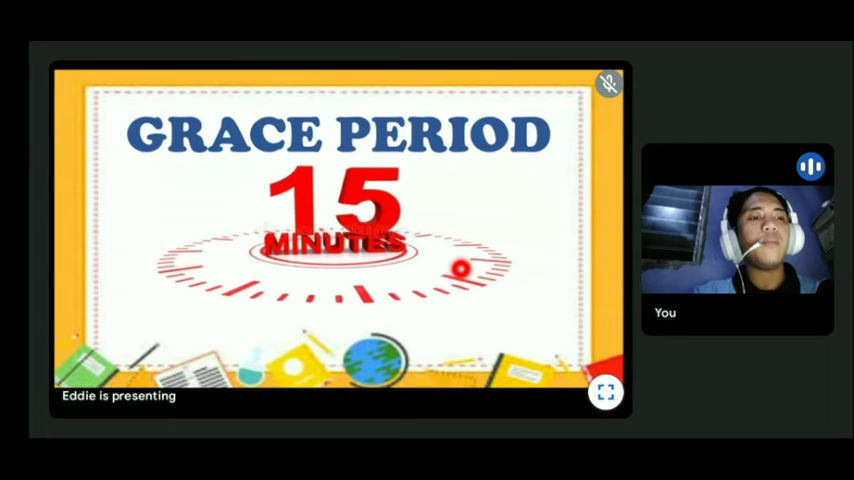 GRACE PERIOD
15
MINUTES
Eddie is presenting
You